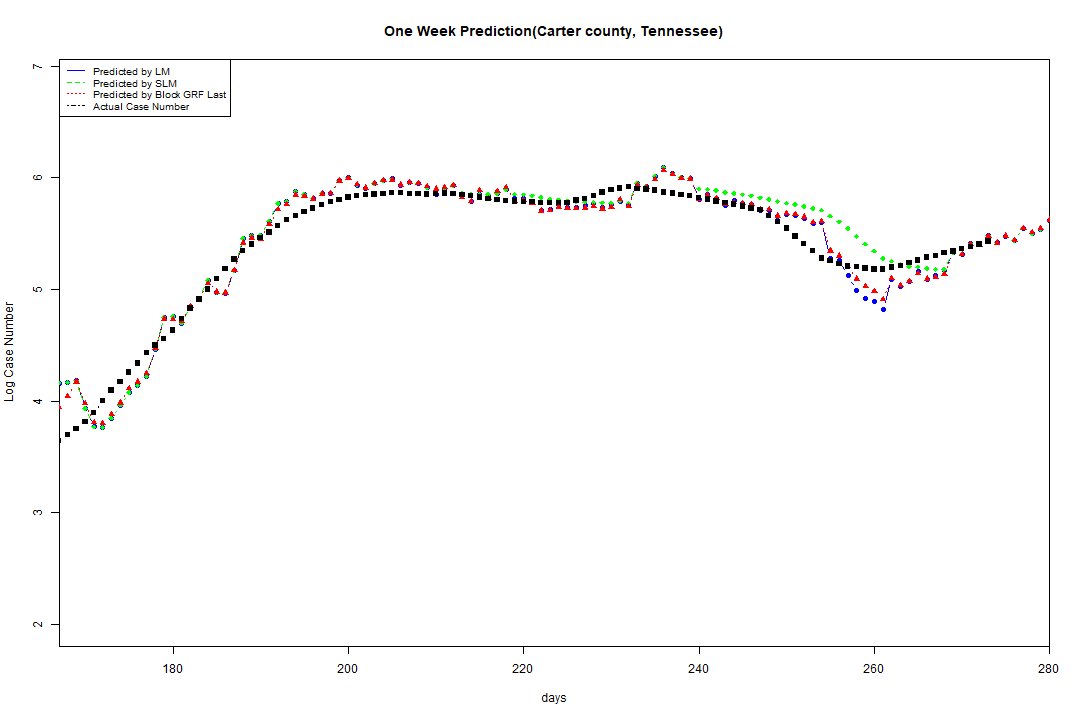 One Week Prediction(Carter county, Tennessee)
Predicted by LM
Predicted by SLM
Predicted by Block GRF Last
Actual Case Number
7
6
5
4
3
2
Log Case Number
180 200 220 240 260 280
days